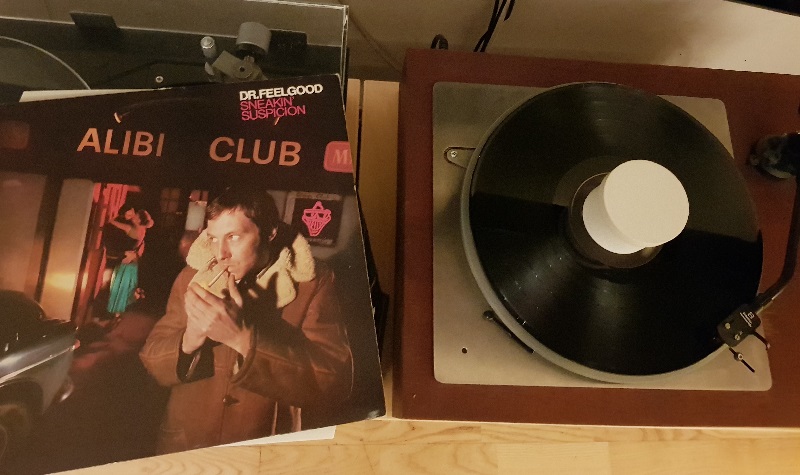 DR.FEELGOOD
SNEAKIN'
SUSPICION
ALIBI CLUB
M